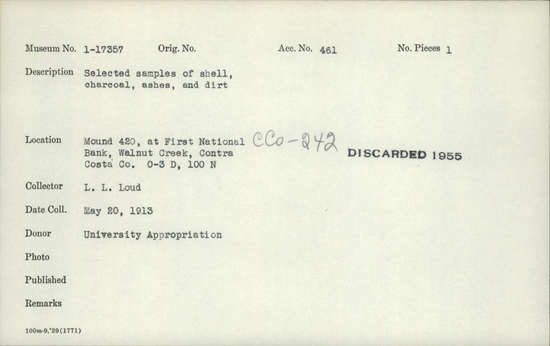 Museum No. 1-17357 Orig. No. Acc. No. 461 No. Pieces 1
Description Selected samples of shell,
charcoal, ashes, and dirt
Location Mound 420, at First National CCo-242
Bank, Walnut Creek, Contra DISCARDED 1955
Costa Co. 0-3 D, 100 N
Collector L. L. Loud
Date Coll. May 20, 1913
Donor University Appropriation
Photo
Published
Remarks
100m-9,'29(1771)